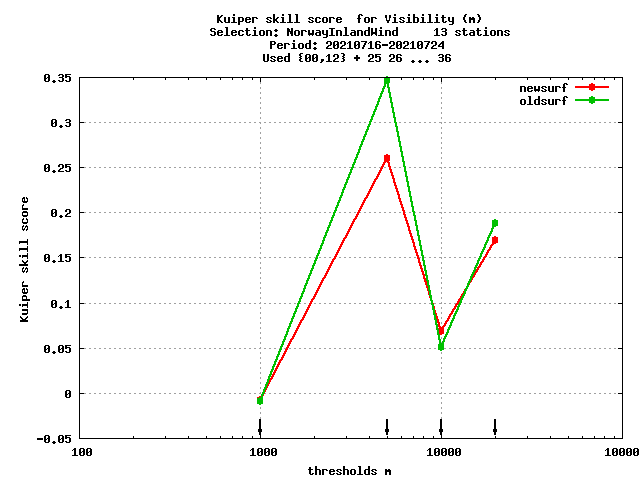 Kuiper skill score  for Visibility (m)
Selection: NorwayInlandWind     13 stations
Period: 20210716-20210724
Used {00,12} + 25 26 ... 36
newsurf
oldsurf
0.35
0.3
0.25
0.2
0.15
0.1
0.05
0
-0.05
Kuiper skill score
100
1000
10000
100000
thresholds m